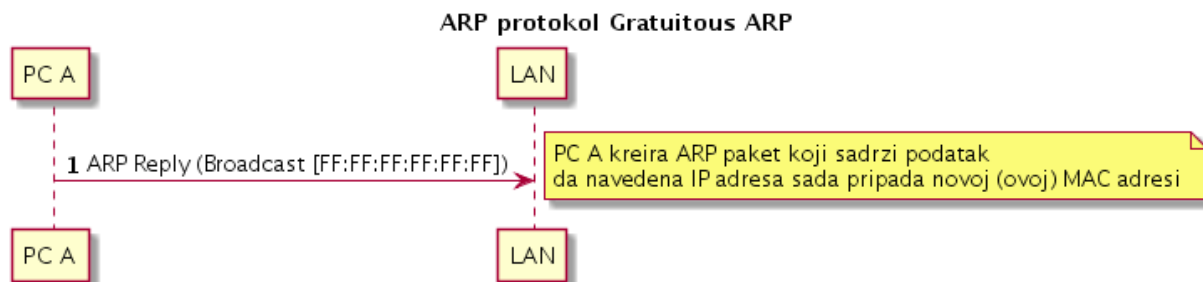 ARP protokol Gratuitous ARP
PC A
LAN
1 ARP Reply (Broadcast [FF:FF:FF:FF:FF:FF])
PC A kreira ARP paket koji sadrzi podatak
da navedena IP adresa sada pripada novoj (ovoj) MAC adresi
PC A
LAN